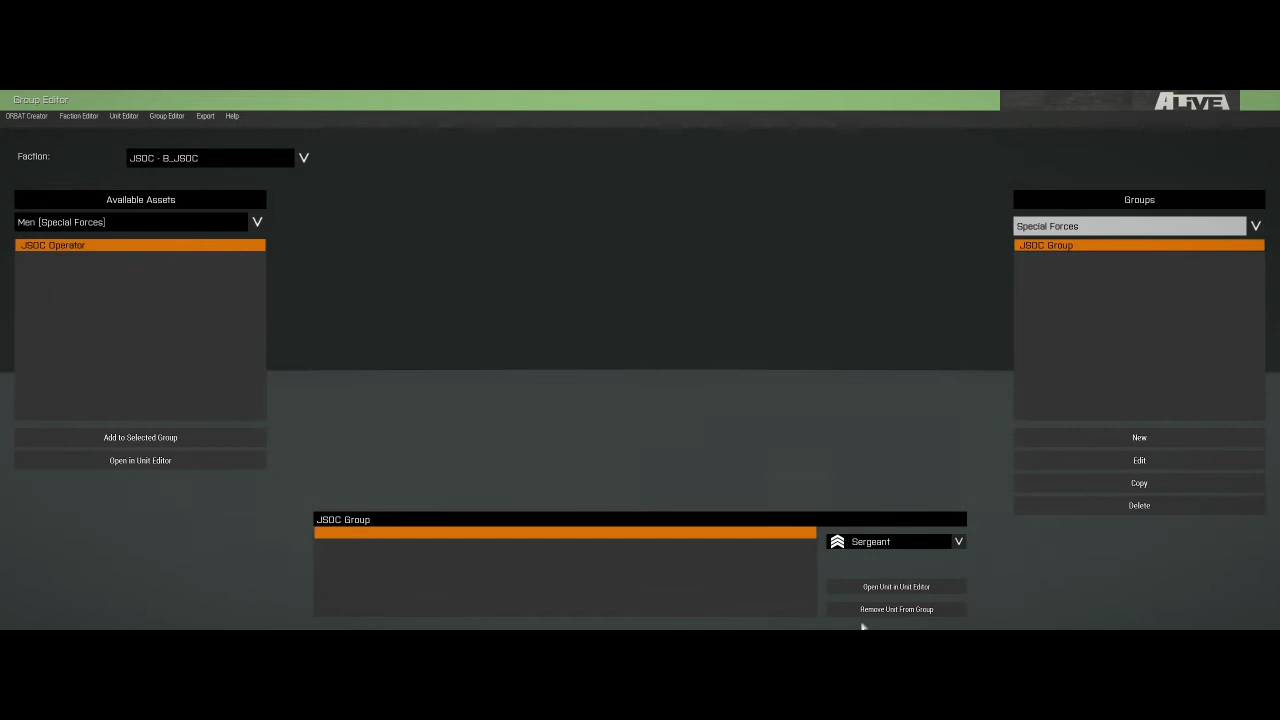 Group Editor
ALiVE
ORBAT Creator Faction Editor Unit Editor Group Editor Export Help
Faction: JSOC - B_JSOC
Available Assets
Men [Special Forces]
JSOC Operator
Add to Selected Group
Open in Unit Editor
Groups
Special Forces
JSOC Group
New
Edit
Copy
Delete
JSOC Group
Sergeant
Open Unit in Unit Editor
Remove Unit From Group